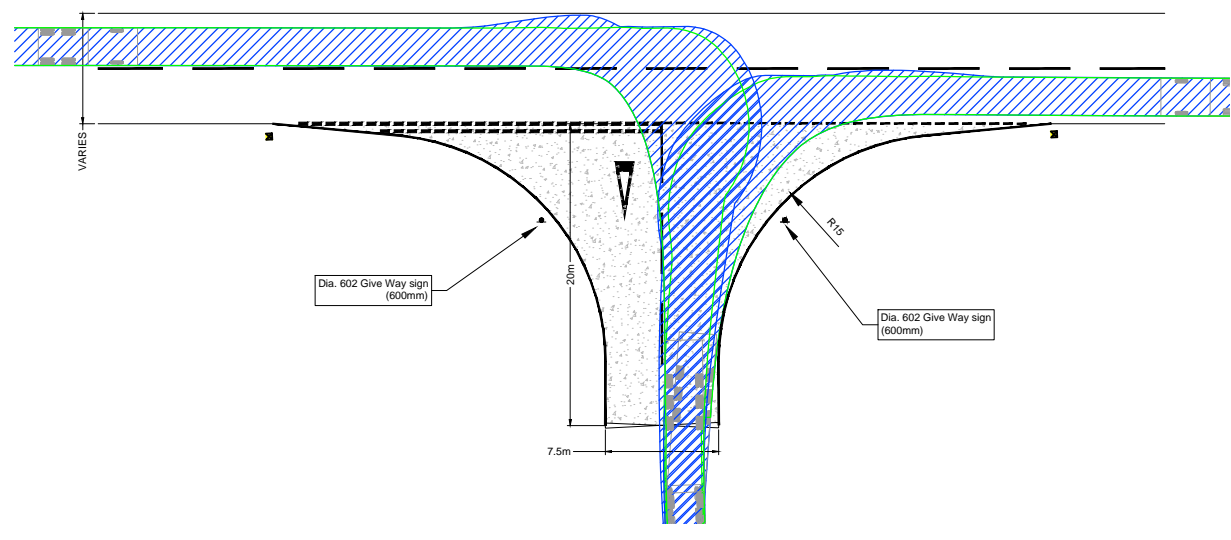 VARIES
R15
20m
Dia. 602 Give Way sign
(600mm)
Dia. 602 Give Way sign
(600mm)
7.5m